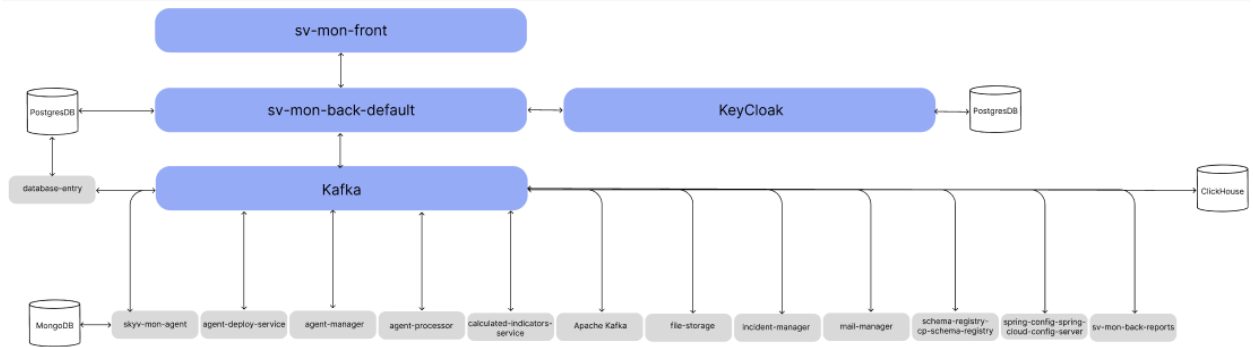 sv-mon-front
PostgresDB
sv-mon-back-default
KeyCloak
PostgresDB
database-entry
Kafka
ClickHouse
MongoDB
skyv-mon-agent
agent-deploy-service
agent-manager
agent-processor
calculated-indicators-
service
Apache Kafka
file-storage
incident-manager
mail-manager
schema-registry-
cp-schema-registry
spring-config-spring-
cloud-config-server
sv-mon-back-reports